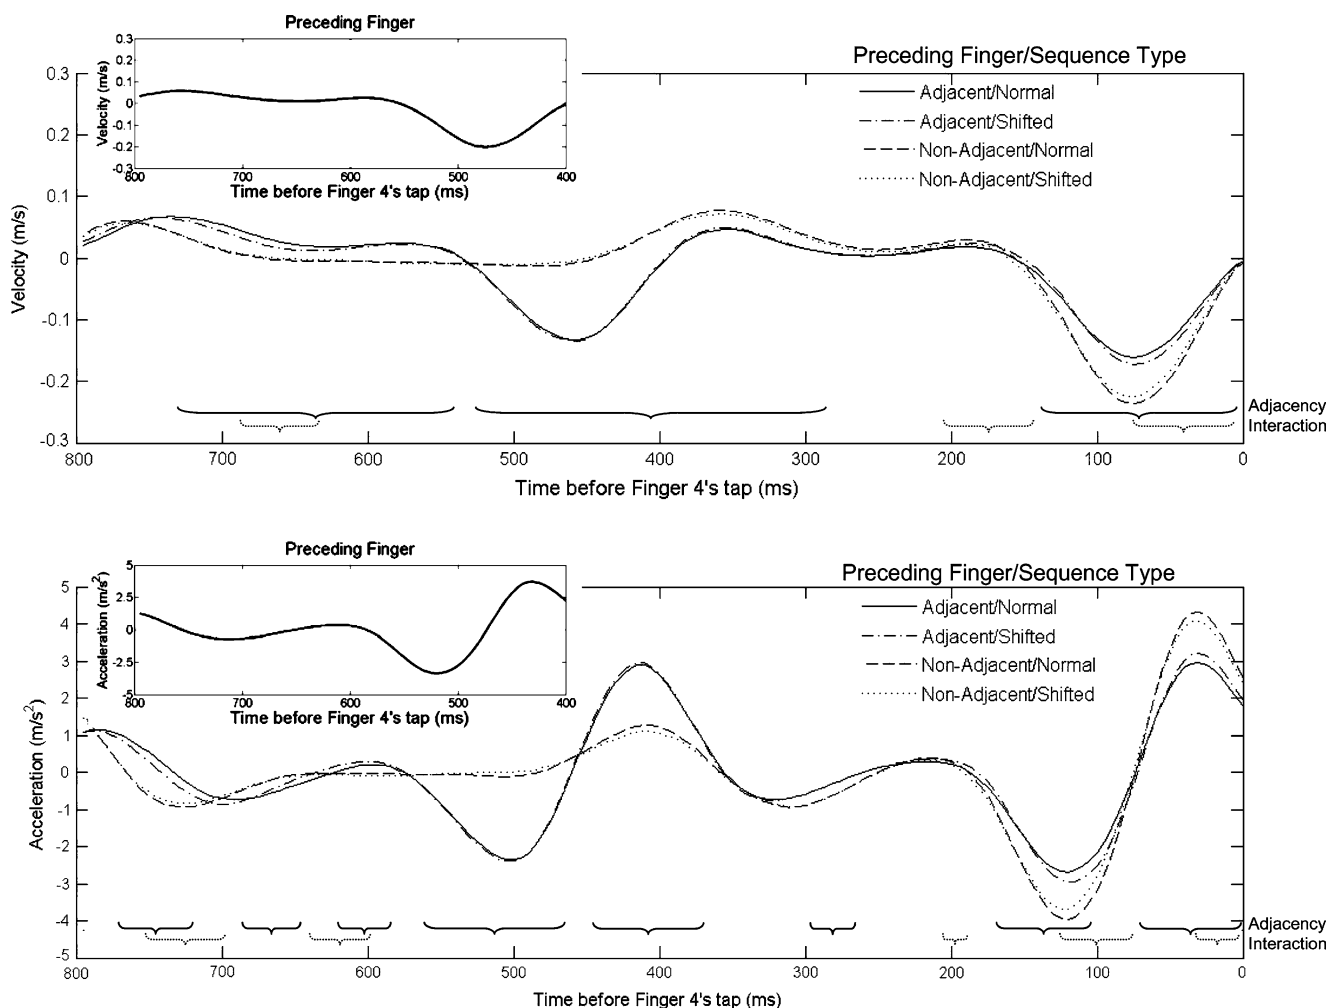 Preceding Finger
0.3
0.2
0.1
0
-0.1
-0.2
-0.3
Velocity (m/s)
800 700 600 500 400
Time before Finger 4's tap (ms)
Preceding Finger/Sequence Type
Adjacent/Normal
Adjacent/Shifted
Non-Adjacent/Normal
Non-Adjacent/Shifted
0.3
0.2
0.1
0
-0.1
-0.2
-0.3
Velocity (m/s)
Adjacency
Interaction
800 700 600 500 400 300 200 100 0
Time before Finger 4's tap (ms)
Preceding Finger
5
2.5
0
-2.5
-5
Acceleration (m/s²)
800 700 600 500 400
Time before Finger 4's tap (ms)
Preceding Finger/Sequence Type
Adjacent/Normal
Adjacent/Shifted
Non-Adjacent/Normal
Non-Adjacent/Shifted
5
4
3
2
1
0
-1
-2
-3
-4
-5
Acceleration (m/s²)
Adjacency
Interaction
800 700 600 500 400 300 200 100 0
Time before Finger 4's tap (ms)